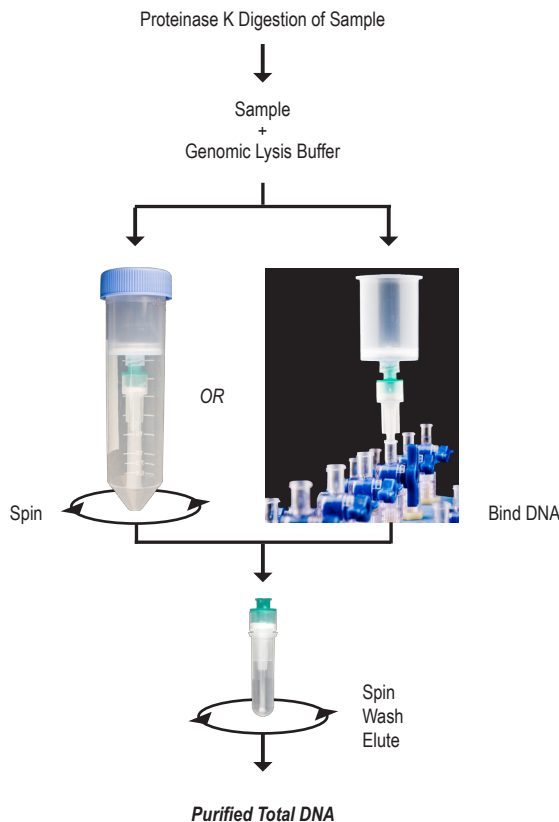 Proteinase K Digestion of Sample
Sample
+
Genomic Lysis Buffer
OR
Spin
Bind DNA
Spin
Wash
Elute
Purified Total DNA